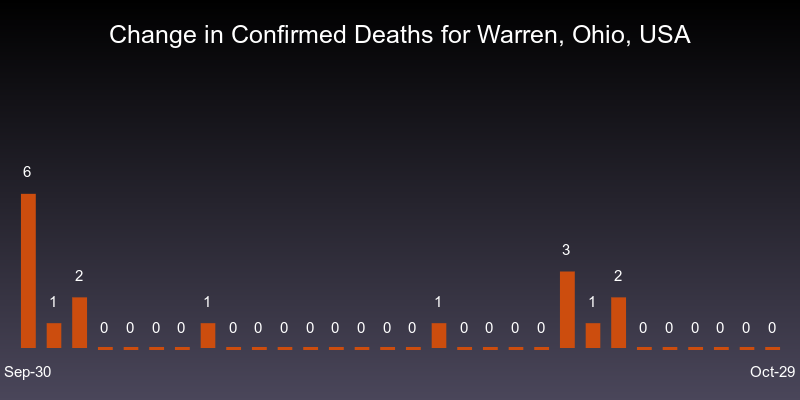 Change in Confirmed Deaths for Warren, Ohio, USA
6
3
2 2
1 1 1 1
0 0 0 0 0 0 0 0 0 0 0 0 0 0 0 0 0 0 0 0 0 0
Sep-30 Oct-29